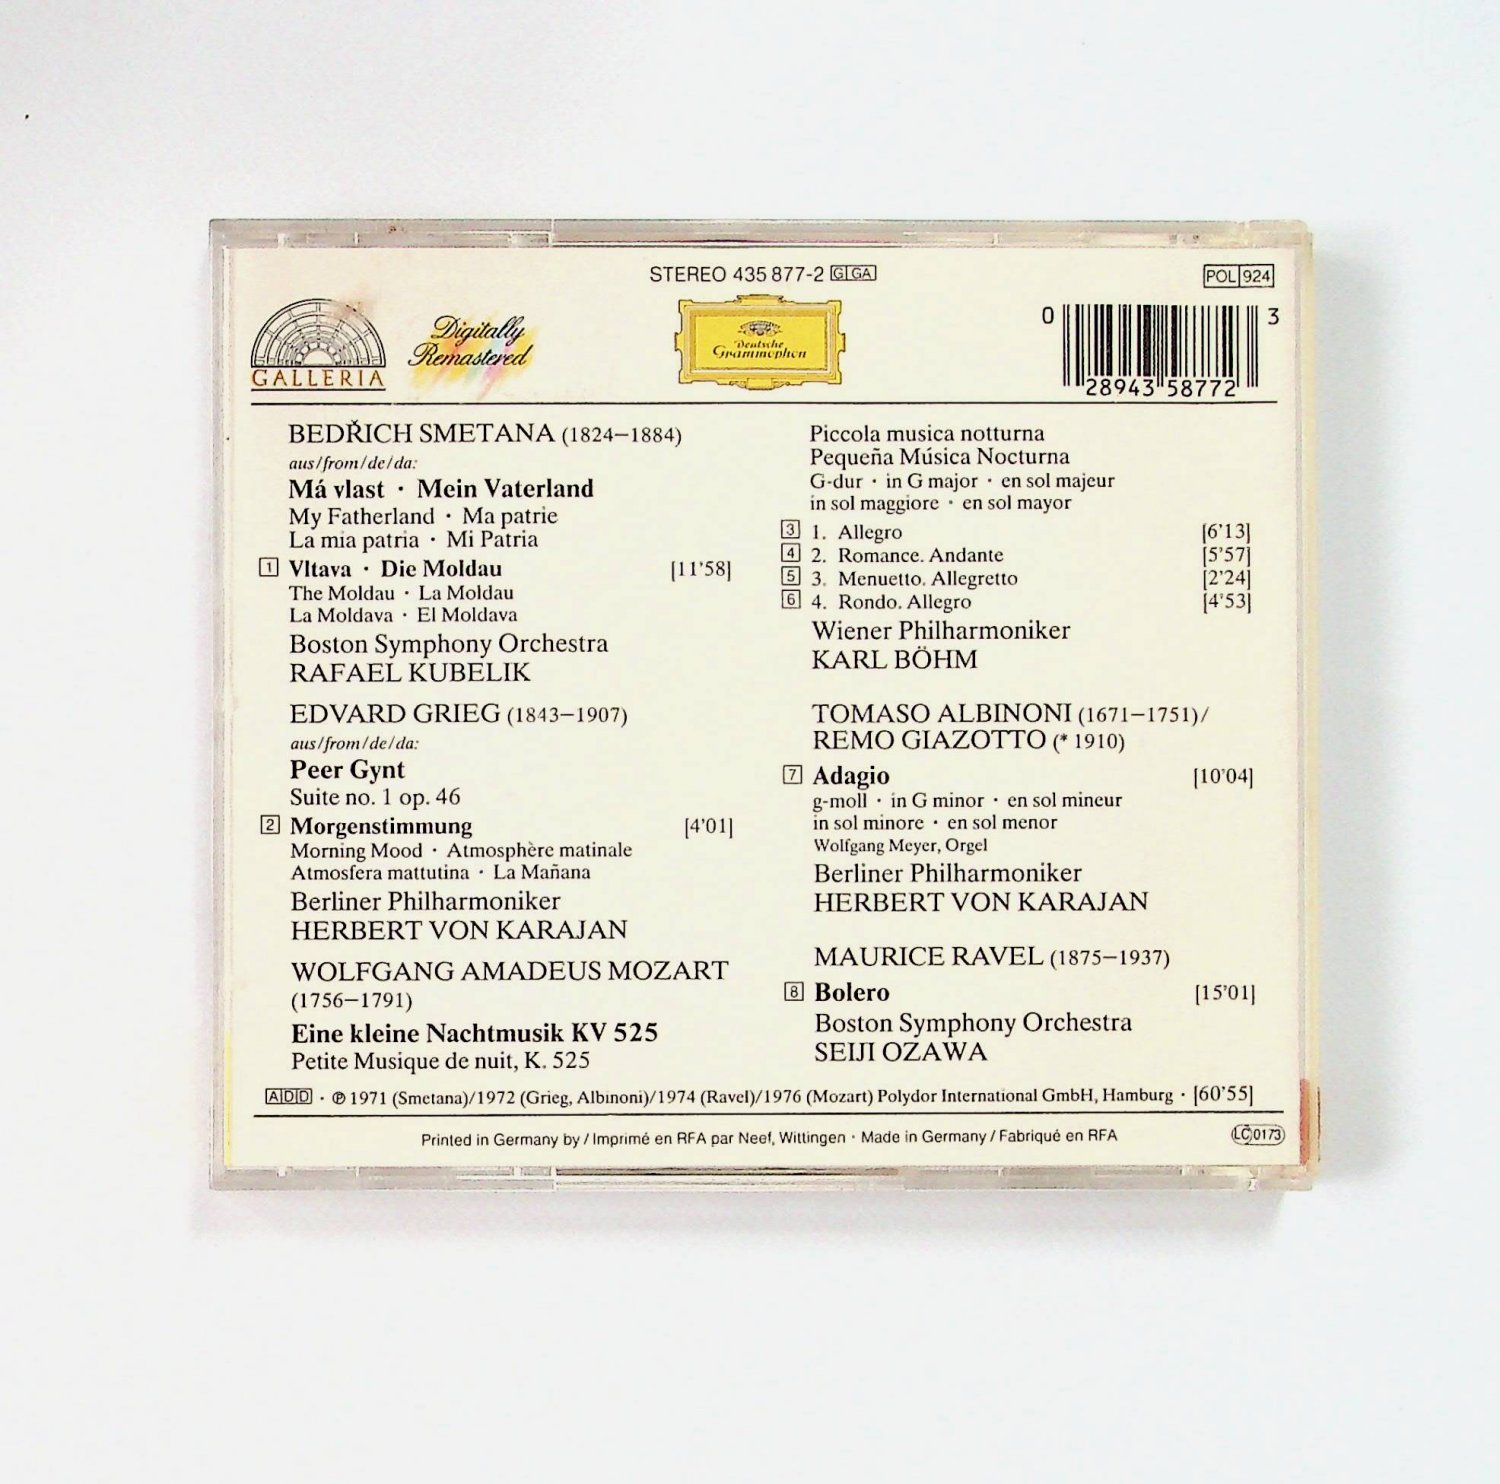 STEREO 435 877-2 GGA
POL 924
GALLERIA
Digitally
Remastered
Deutsche
Grammophon
0 28943 58772 3
BEDŘICH SMETANA (1824–1884)
aus/from/de/da:
Má vlast · Mein Vaterland
My Fatherland · Ma patrie
La mia patria · Mi Patria
1 Vltava · Die Moldau [11'58]
The Moldau · La Moldau
La Moldava · El Moldava
Boston Symphony Orchestra
RAFAEL KUBELIK
EDVARD GRIEG (1843–1907)
aus/from/de/da:
Peer Gynt
Suite no. 1 op. 46
2 Morgenstimmung [4'01]
Morning Mood · Atmosphère matinale
Atmosfera mattutina · La Mañana
Berliner Philharmoniker
HERBERT VON KARAJAN
WOLFGANG AMADEUS MOZART
(1756–1791)
Eine kleine Nachtmusik KV 525
Petite Musique de nuit, K. 525
Piccola musica notturna
Pequeña Música Nocturna
G-dur · in G major · en sol majeur
in sol maggiore · en sol mayor
3 1. Allegro [6'13]
4 2. Romance. Andante [5'57]
5 3. Menuetto. Allegretto [2'24]
6 4. Rondo. Allegro [4'53]
Wiener Philharmoniker
KARL BÖHM
TOMASO ALBINONI (1671–1751)/
REMO GIAZOTTO (* 1910)
7 Adagio [10'04]
g-moll · in G minor · en sol mineur
in sol minore · en sol menor
Wolfgang Meyer, Orgel
Berliner Philharmoniker
HERBERT VON KARAJAN
MAURICE RAVEL (1875–1937)
8 Bolero [15'01]
Boston Symphony Orchestra
SEIJI OZAWA
ADD · ℗ 1971 (Smetana)/1972 (Grieg, Albinoni)/1974 (Ravel)/1976 (Mozart) Polydor International GmbH, Hamburg · [60'55]
Printed in Germany by / Imprimé en RFA par Neef, Wittingen · Made in Germany / Fabriqué en RFA
LC 0173